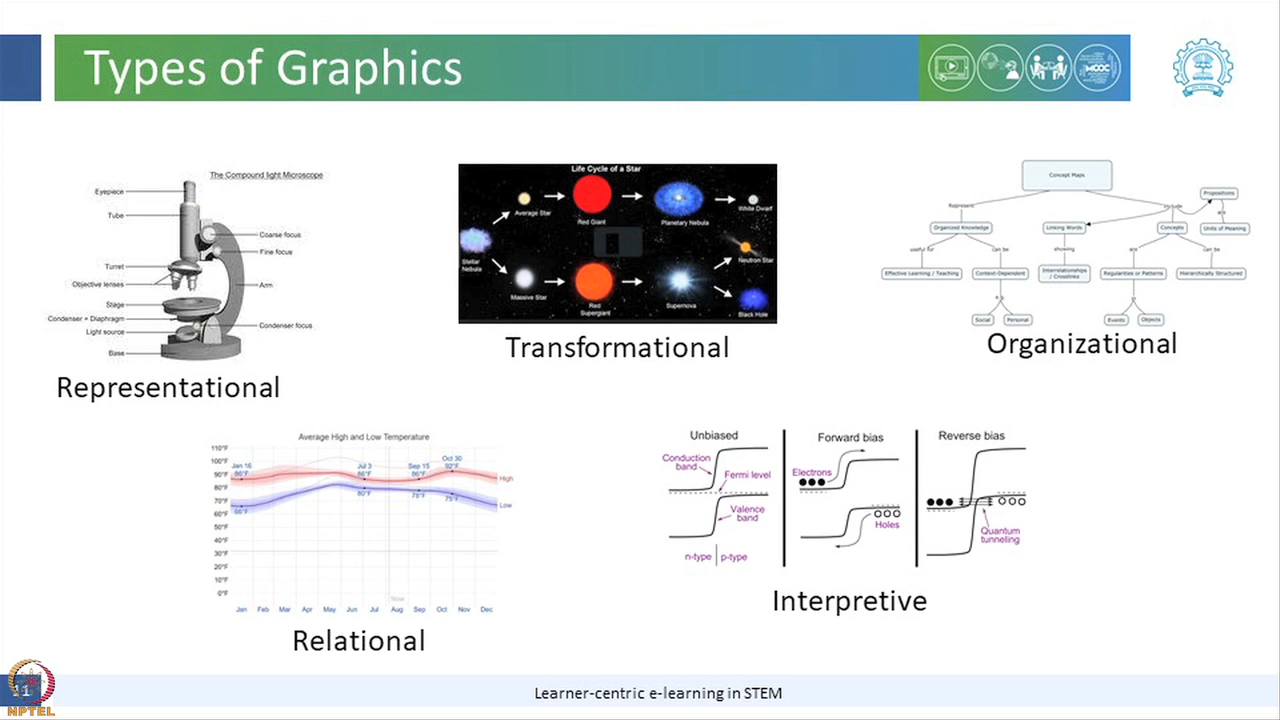 Types of Graphics
MOOC
The Compound light Microscope
Eyepiece
Tube
Coarse focus
Fine focus
Turret
Objective lenses
Arm
Stage
Condenser + Diaphragm
Light source
Condenser focus
Base
Representational
Life Cycle of a Star
Average Star
Red Giant
Planetary Nebula
White Dwarf
Stellar
Nebula
Neutron Star
Massive Star
Red
Supergiant
Supernova
Black Hole
Transformational
Concept Maps
Represent
include
Propositions
are
Organized Knowledge
Linking Words
Concepts
Units of Meaning
useful for
can be
showing
are
can be
Effective Learning / Teaching
Context-Dependent
Interrelationships
/ Crosslinks
Regularities or Patterns
Hierarchically Structured
Social
Personal
Events
Objects
Organizational
Average High and Low Temperature
110°F
100°F
90°F
80°F
70°F
60°F
50°F
40°F
30°F
20°F
10°F
0°F
Jan 16
86°F
66°F
Jul 3
86°F
80°F
Sep 15
86°F
78°F
Oct 30
92°F
75°F
High
Low
Now
Jan Feb Mar Apr May Jun Jul Aug Sep Oct Nov Dec
Relational
Unbiased
Conduction
band
Fermi level
Valence
band
n-type p-type
Forward bias
Electrons
Holes
Reverse bias
Quantum
tunneling
Interpretive
11
NPTEL
Learner-centric e-learning in STEM